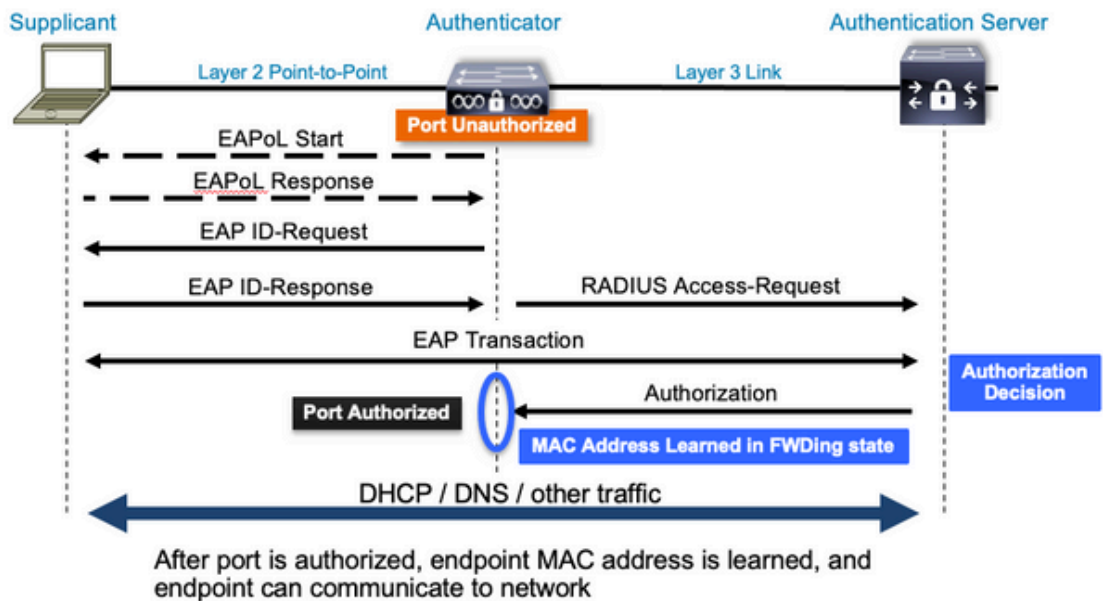 Supplicant
Authenticator
Authentication Server
Layer 2 Point-to-Point
Layer 3 Link
Port Unauthorized
EAPoL Start
EAPoL Response
EAP ID-Request
EAP ID-Response
RADIUS Access-Request
EAP Transaction
Authorization
Decision
Authorization
Port Authorized
MAC Address Learned in FWDing state
DHCP / DNS / other traffic
After port is authorized, endpoint MAC address is learned, and
endpoint can communicate to network